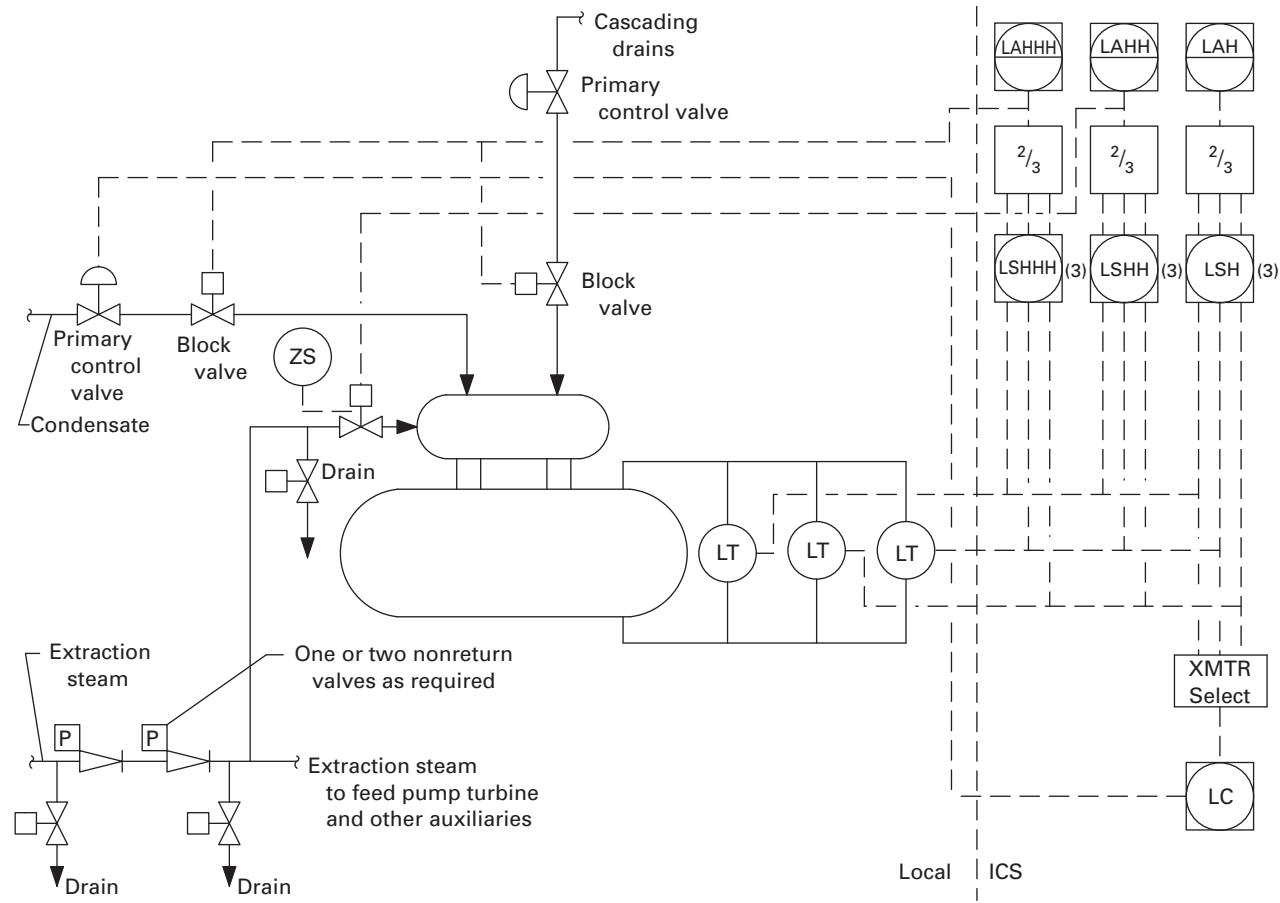 Cascading
drains
LAHHH
LAHH
LAH
Primary
control valve
2/3
2/3
2/3
LSHHH
(3)
LSHH
(3)
LSH
(3)
Block
valve
Primary
control
valve
Block
valve
ZS
Condensate
Drain
LT
LT
LT
Extraction
steam
One or two nonreturn
valves as required
XMTR
Select
P
P
Extraction steam
to feed pump turbine
and other auxiliaries
LC
Drain
Drain
Local
ICS